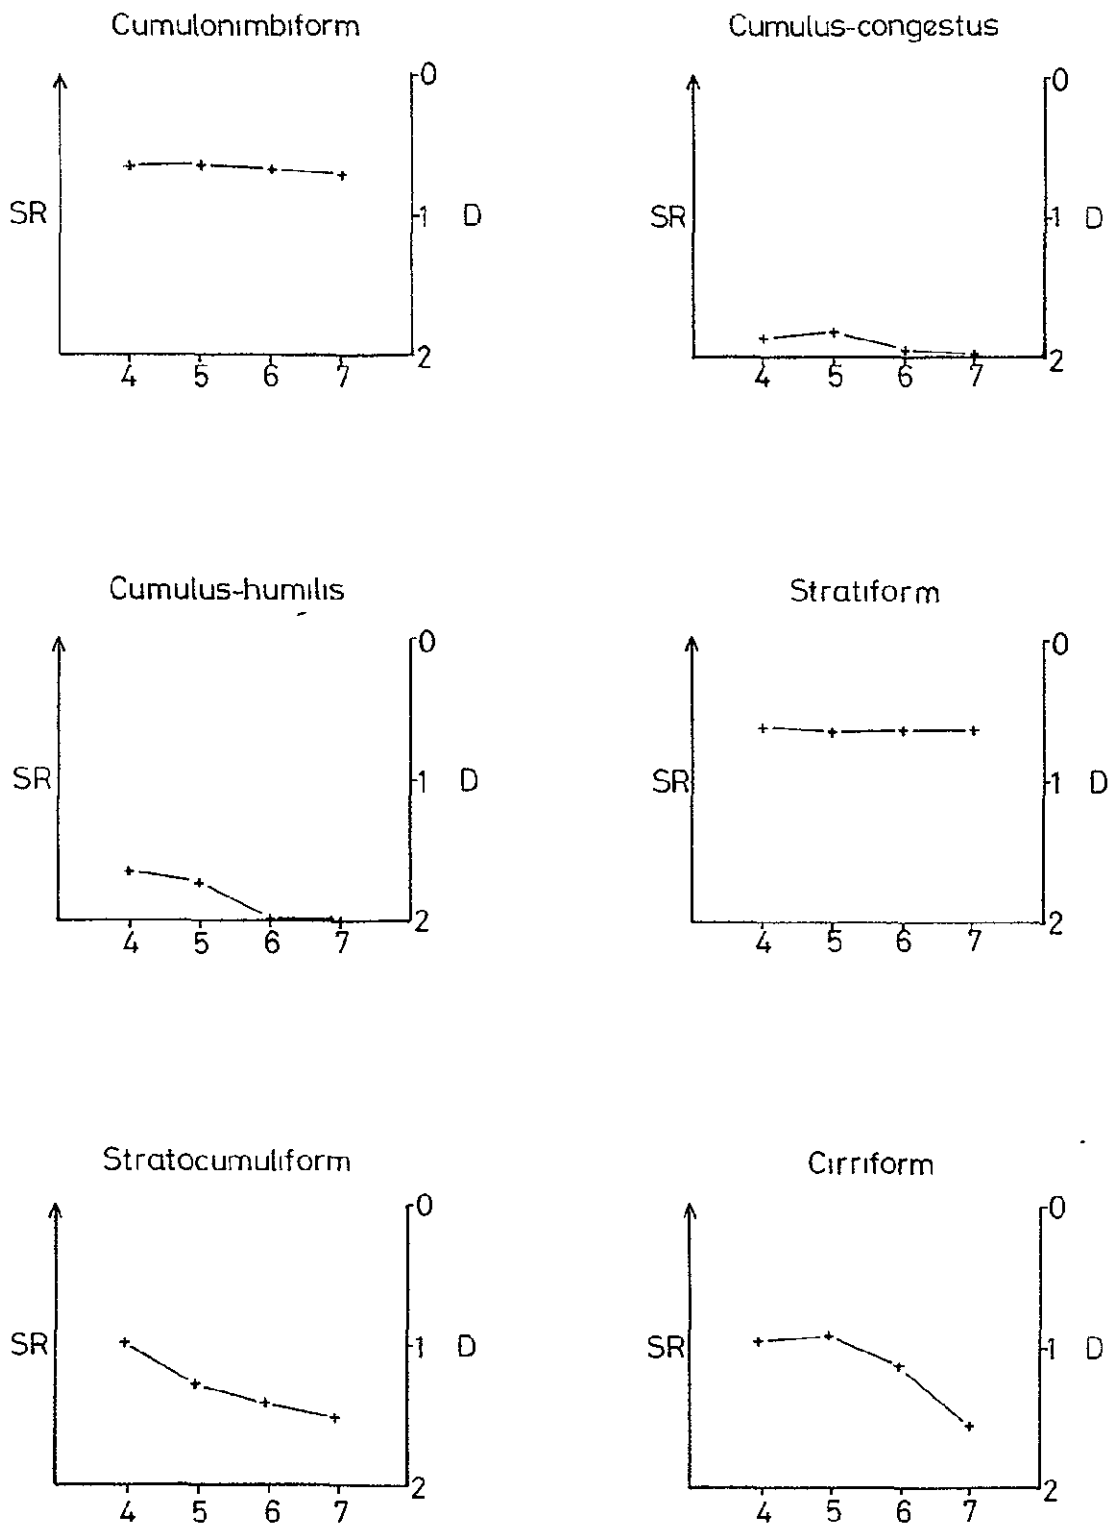 Cumulonimbiform
0
SR
1 D
2
4 5 6 7
Cumulus-congestus
0
SR
1 D
2
4 5 6 7
Cumulus-humilis
0
SR
1 D
2
4 5 6 7
Stratiform
0
SR
1 D
2
4 5 6 7
Stratocumuliform
0
SR
1 D
2
4 5 6 7
Cirriform
0
SR
1 D
2
4 5 6 7